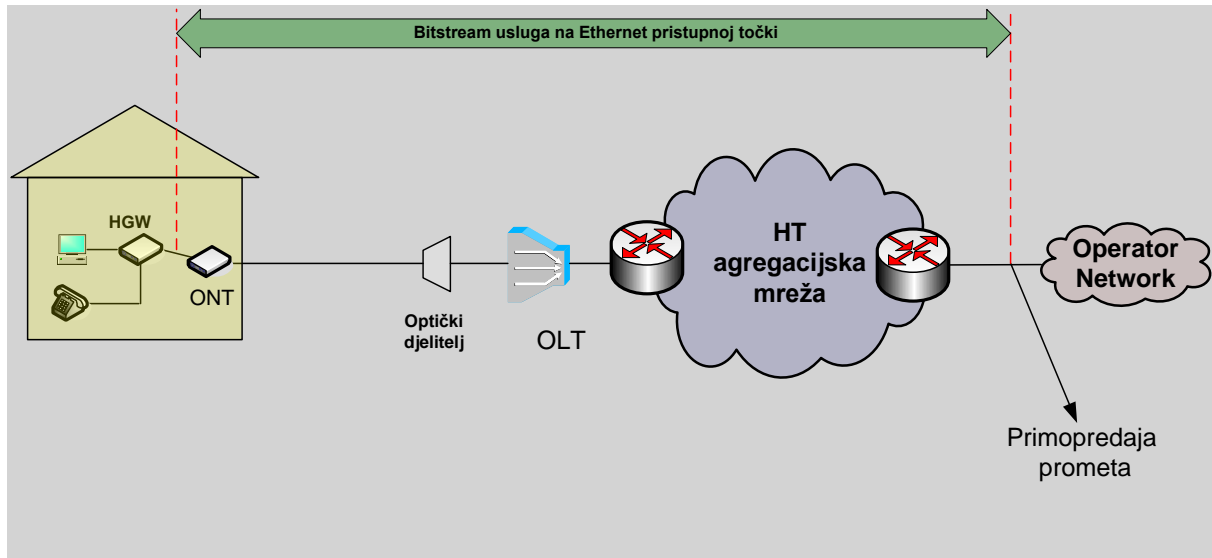 Bitstream usluga na Ethernet pristupnoj točki
HGW
ONT
Optički
djelitelj
OLT
HT
agregacijska
mreža
Operator
Network
Primopredaja
prometa